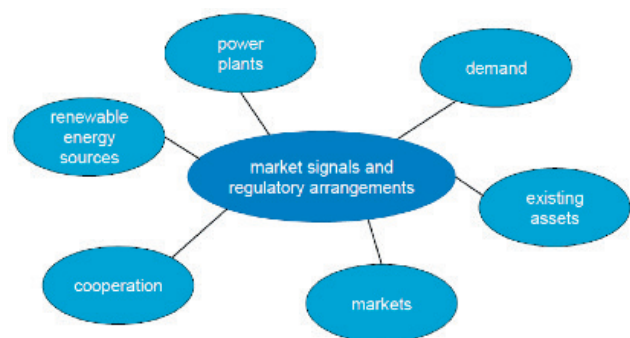 power
plants
demand
renewable
energy
sources
market signals and
regulatory arrangements
existing
assets
cooperation
markets